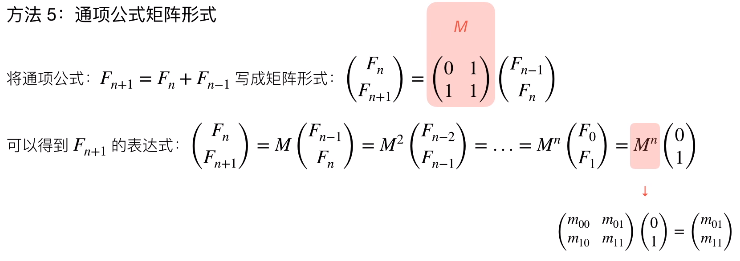 方法 5：通项公式矩阵形式
M
将通项公式：$F_{n+1} = F_n + F_{n-1}$ 写成矩阵形式：$\begin{pmatrix} F_n \\ F_{n+1} \end{pmatrix} = \begin{pmatrix} 0 & 1 \\ 1 & 1 \end{pmatrix} \begin{pmatrix} F_{n-1} \\ F_n \end{pmatrix}$
可以得到 $F_{n+1}$ 的表达式：$\begin{pmatrix} F_n \\ F_{n+1} \end{pmatrix} = M \begin{pmatrix} F_{n-1} \\ F_n \end{pmatrix} = M^2 \begin{pmatrix} F_{n-2} \\ F_{n-1} \end{pmatrix} = \ldots = M^n \begin{pmatrix} F_0 \\ F_1 \end{pmatrix} = M^n \begin{pmatrix} 0 \\ 1 \end{pmatrix}$
↓
$\begin{pmatrix} m_{00} & m_{01} \\ m_{10} & m_{11} \end{pmatrix} \begin{pmatrix} 0 \\ 1 \end{pmatrix} = \begin{pmatrix} m_{01} \\ m_{11} \end{pmatrix}$